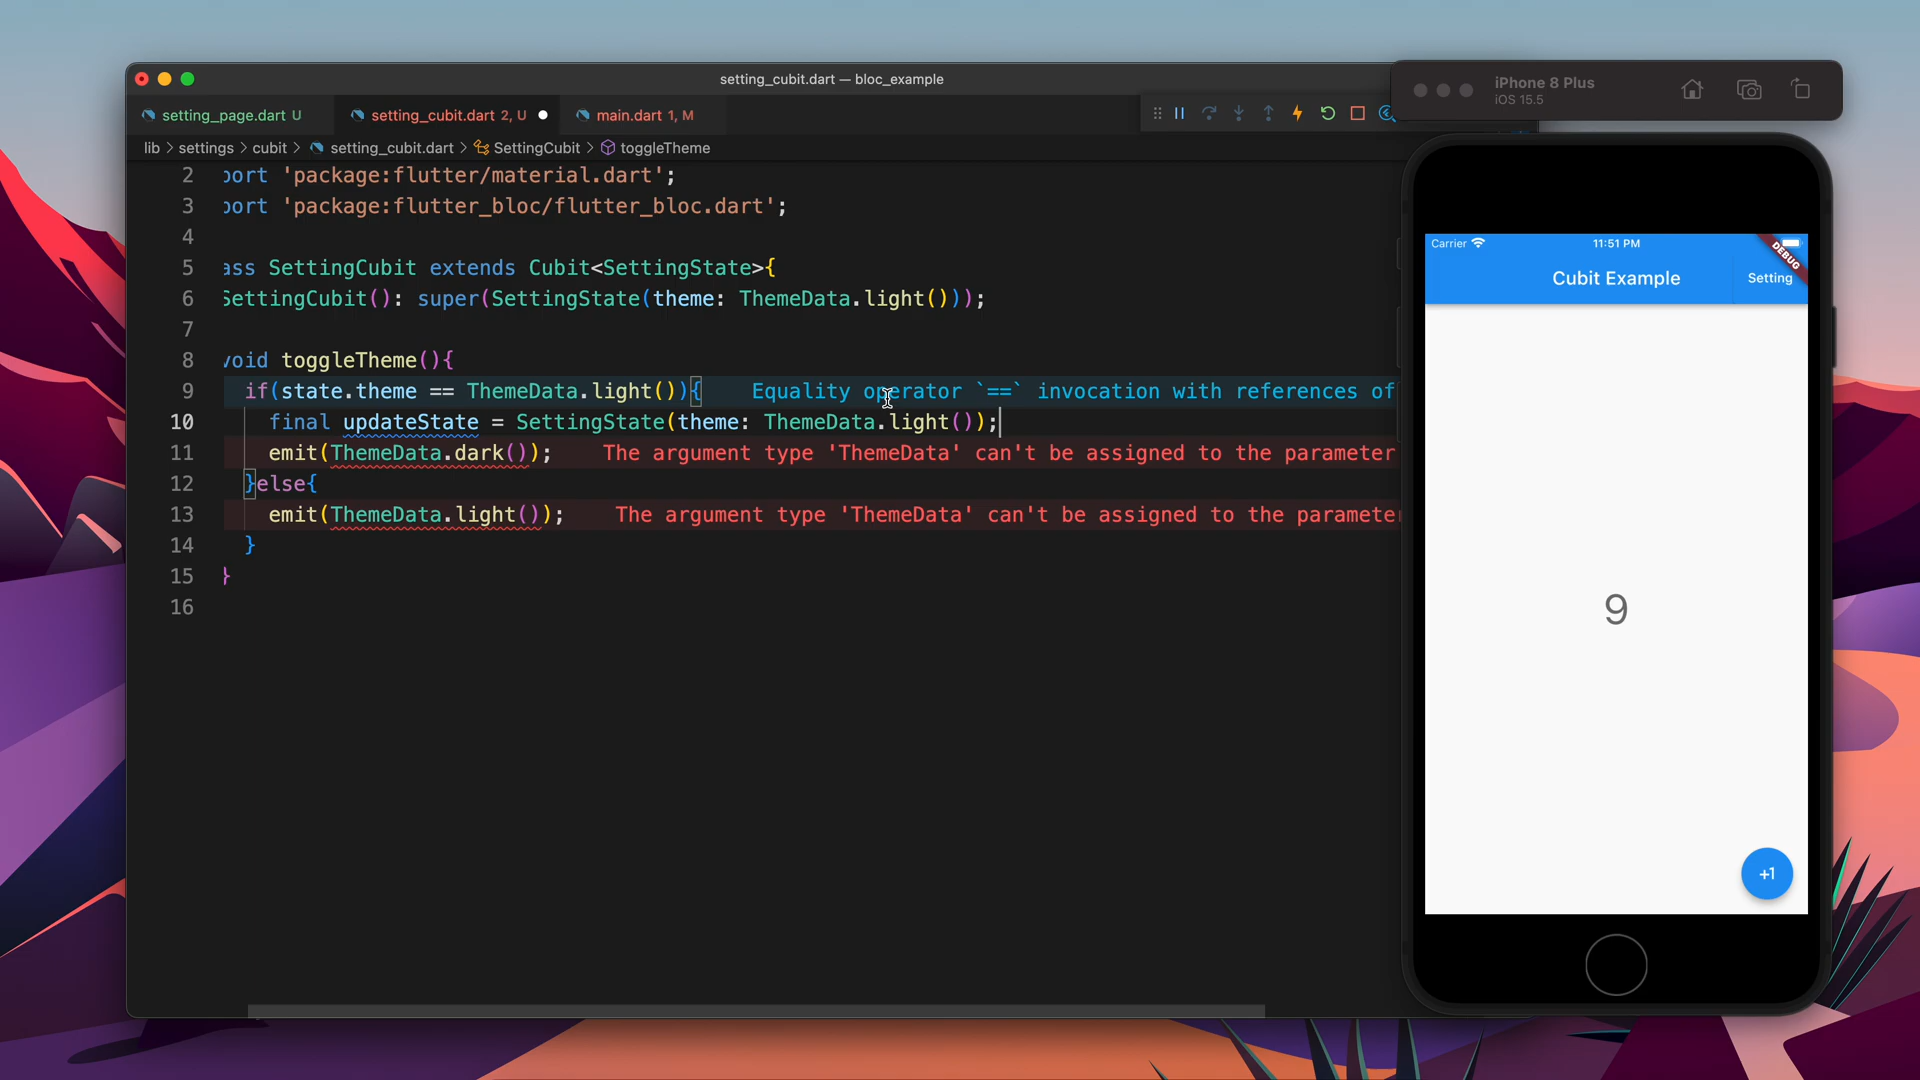 setting_cubit.dart — bloc_example
iPhone 8 Plus
iOS 15.5
setting_page.dart U
setting_cubit.dart 2, U
main.dart 1, M
lib > settings > cubit > setting_cubit.dart > SettingCubit > toggleTheme
2 port 'package:flutter/material.dart';
3 port 'package:flutter_bloc/flutter_bloc.dart';
4
5 ass SettingCubit extends Cubit<SettingState>{
6 SettingCubit(): super(SettingState(theme: ThemeData.light()));
7
8 void toggleTheme(){
9 if(state.theme == ThemeData.light()){ Equality operator `==` invocation with references of
10 final updateState = SettingState(theme: ThemeData.light());
11 emit(ThemeData.dark()); The argument type 'ThemeData' can't be assigned to the parameter
12 }else{
13 emit(ThemeData.light()); The argument type 'ThemeData' can't be assigned to the parameter
14 }
15 }
16
Carrier 11:51 PM
DEBUG
Cubit Example Setting
9
+1